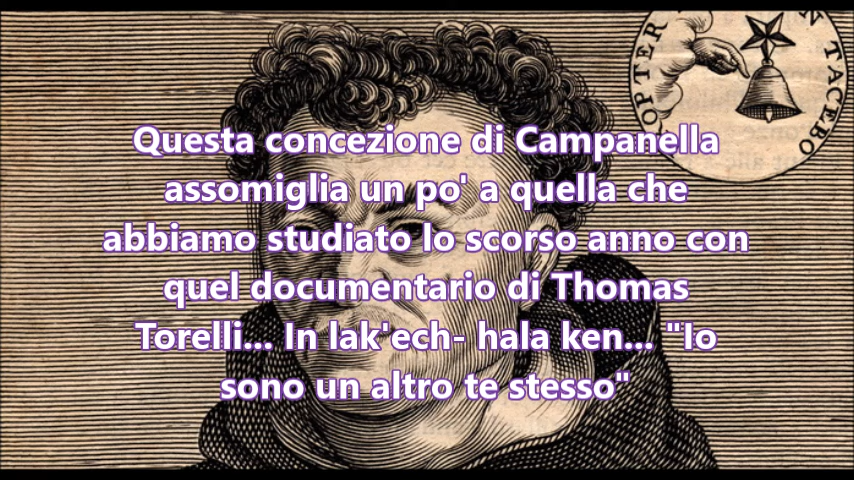 OPTER N TACEBO
Questa concezione di Campanella
assomiglia un po' a quella che
abbiamo studiato lo scorso anno con
quel documentario di Thomas
Torelli... In lak'ech- hala ken... "Io
sono un altro te stesso"